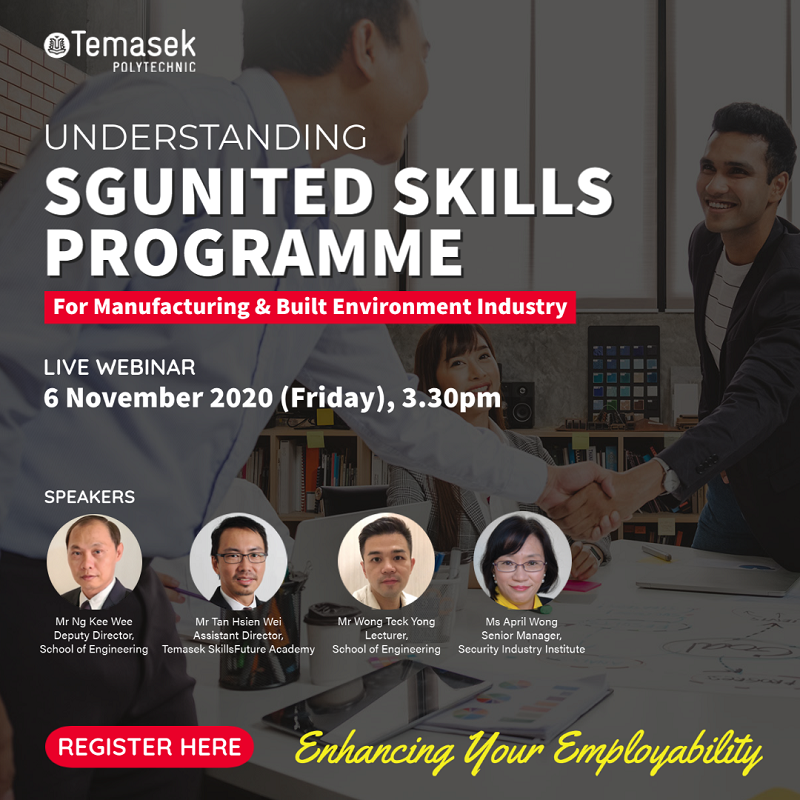 Temasek
POLYTECHNIC
UNDERSTANDING
SGUNITED SKILLS
PROGRAMME
For Manufacturing & Built Environment Industry
LIVE WEBINAR
6 November 2020 (Friday), 3.30pm
SPEAKERS
Mr Ng Kee Wee
Deputy Director,
School of Engineering
Mr Tan Hsien Wei
Assistant Director,
Temasek SkillsFuture Academy
Mr Wong Teck Yong
Lecturer,
School of Engineering
Ms April Wong
Senior Manager,
Security Industry Institute
REGISTER HERE
Enhancing Your Employability